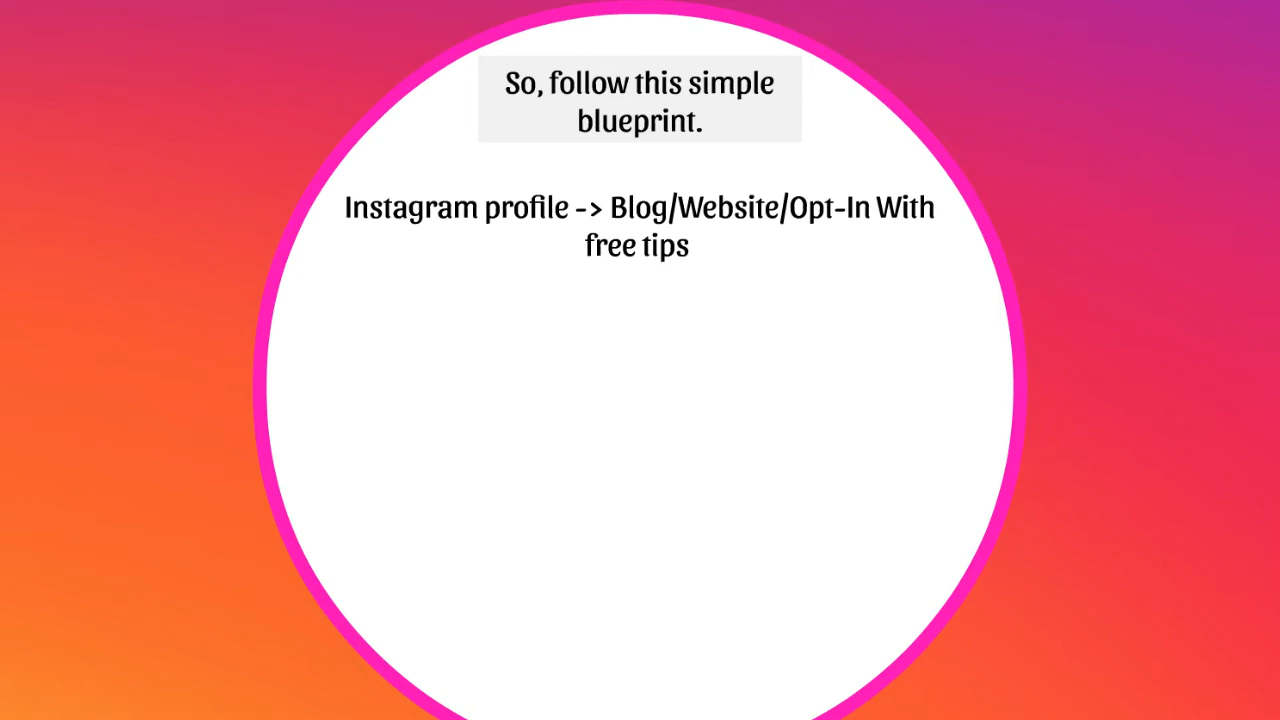 So, follow this simple
blueprint.
Instagram profile -> Blog/Website/Opt-In With
free tips